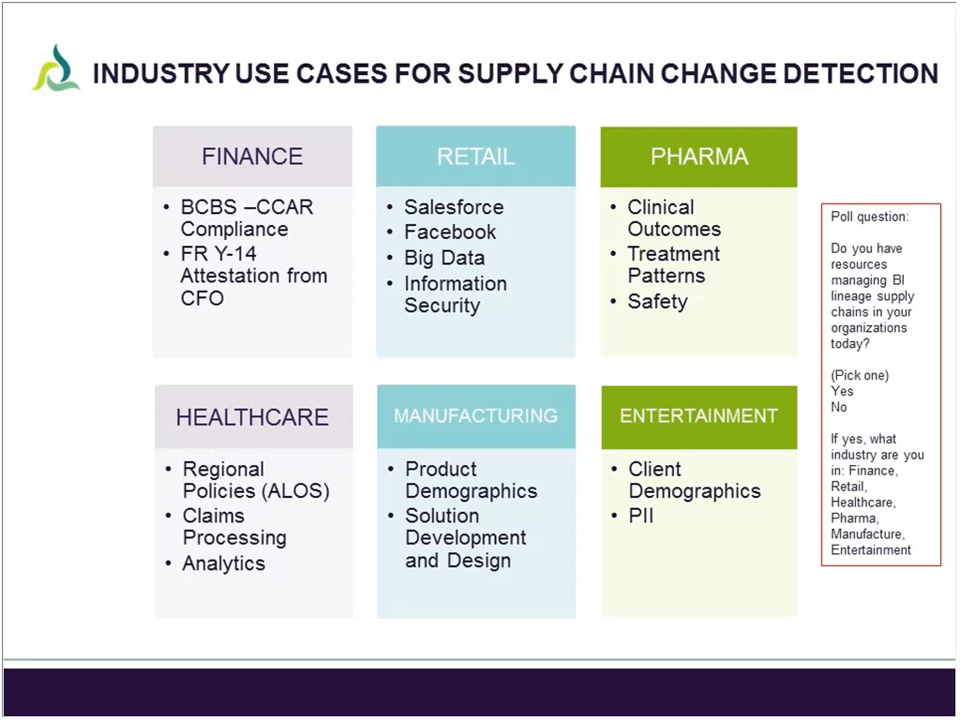 INDUSTRY USE CASES FOR SUPPLY CHAIN CHANGE DETECTION
FINANCE
• BCBS –CCAR
Compliance
• FR Y-14
Attestation from
CFO
RETAIL
• Salesforce
• Facebook
• Big Data
• Information
Security
PHARMA
• Clinical
Outcomes
• Treatment
Patterns
• Safety
HEALTHCARE
• Regional
Policies (ALOS)
• Claims
Processing
• Analytics
MANUFACTURING
• Product
Demographics
• Solution
Development
and Design
ENTERTAINMENT
• Client
Demographics
• PII
Poll question:
Do you have
resources
managing BI
lineage supply
chains in your
organizations
today?
(Pick one)
Yes
No
If yes, what
industry are you
in: Finance,
Retail,
Healthcare,
Pharma,
Manufacture,
Entertainment